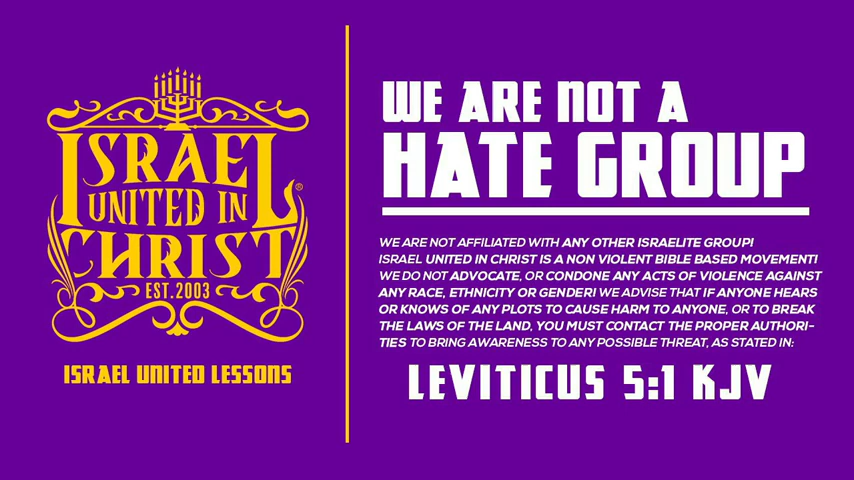 ISRAEL
UNITED IN
CHRIST
EST. 2003
®
ISRAEL UNITED LESSONS
WE ARE NOT A
HATE GROUP
WE ARE NOT AFFILIATED WITH ANY OTHER ISRAELITE GROUP!
ISRAEL UNITED IN CHRIST IS A NON VIOLENT BIBLE BASED MOVEMENT!
WE DO NOT ADVOCATE, OR CONDONE ANY ACTS OF VIOLENCE AGAINST
ANY RACE, ETHNICITY OR GENDER! WE ADVISE THAT IF ANYONE HEARS
OR KNOWS OF ANY PLOTS TO CAUSE HARM TO ANYONE, OR TO BREAK
THE LAWS OF THE LAND, YOU MUST CONTACT THE PROPER AUTHORI-
TIES TO BRING AWARENESS TO ANY POSSIBLE THREAT, AS STATED IN:
LEVITICUS 5:1 KJV